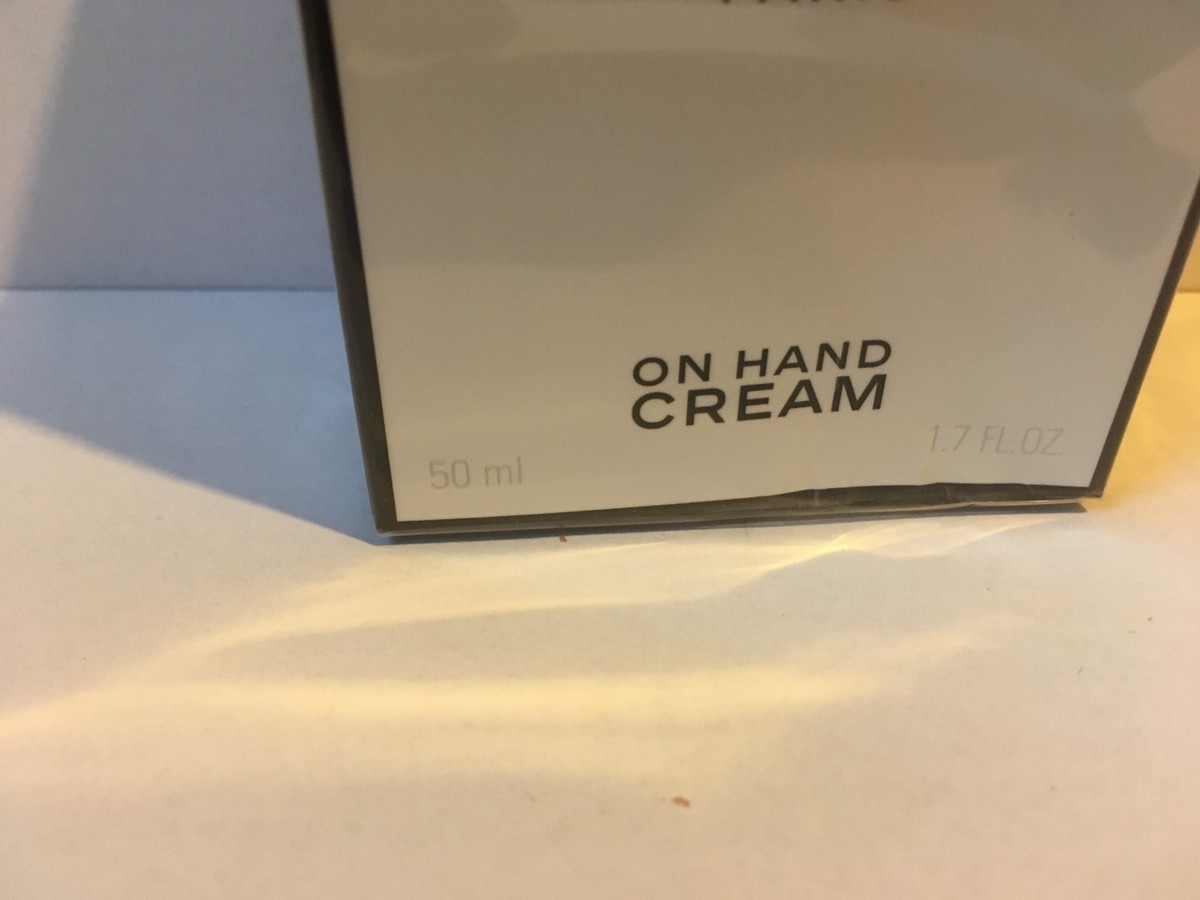 ON HAND
CREAM
50 ml
1.7 FL.OZ.